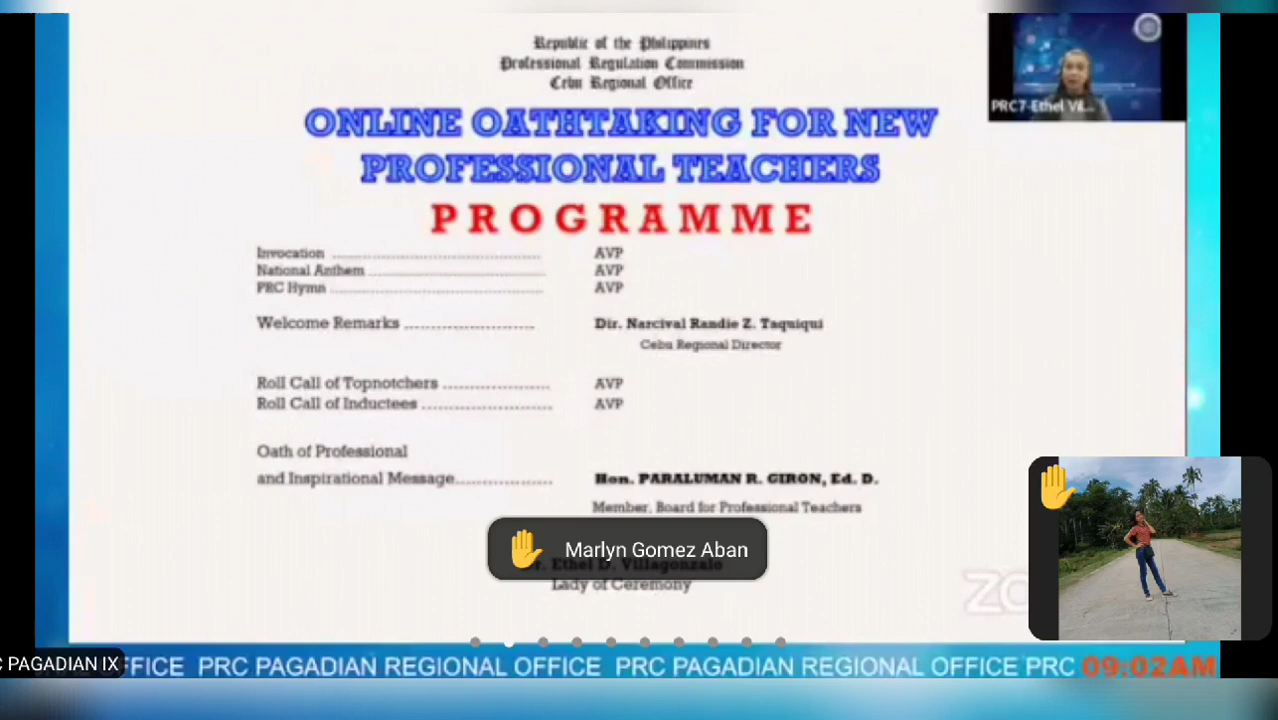 Republic of the Philippines
Professional Regulation Commission
Cebu Regional Office
ONLINE OATHTAKING FOR NEW
PROFESSIONAL TEACHERS
PROGRAMME
Invocation ........................ AVP
National Anthem ........................ AVP
PRC Hymn ........................ AVP
Welcome Remarks ........................ Dir. Narcival Randie Z. Taquiqui
Cebu Regional Director
Roll Call of Topnotchers ........................ AVP
Roll Call of Inductees ........................ AVP
Oath of Professional
and Inspirational Message ........................ Hon. PARALUMAN R. GIRON, Ed. D.
Member, Board for Professional Teachers
Dr. Ethel D. Villagonzalo
Lady of Ceremony
PRC7-Ethel Vil...
Marlyn Gomez Aban
C PAGADIAN IX
FFICE PRC PAGADIAN REGIONAL OFFICE PRC PAGADIAN REGIONAL OFFICE PRC
09:02AM